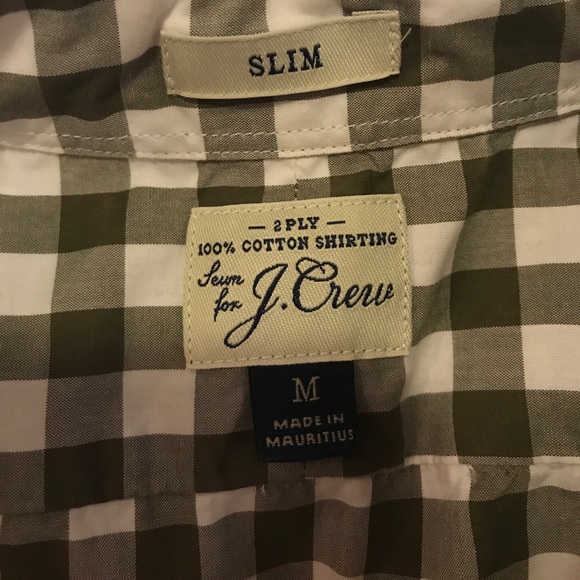 SLIM
— 2 PLY —
100% COTTON SHIRTING
Sewn for J.Crew
M
MADE IN
MAURITIUS